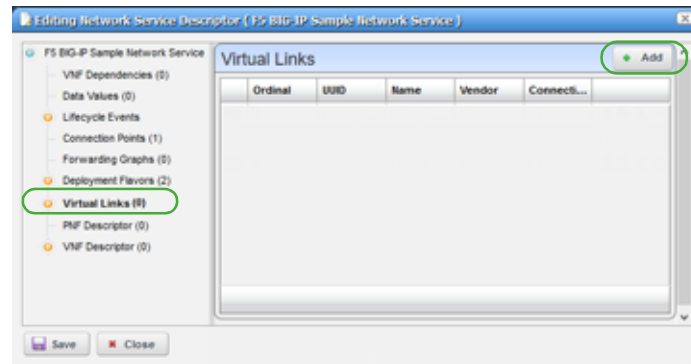 Editing Network Service Descriptor ( F5 BIG-IP Sample Network Service )
F5 BIG-IP Sample Network Service
VNF Dependencies (0)
Data Values (0)
Lifecycle Events
Connection Points (1)
Forwarding Graphs (0)
Deployment Flavors (2)
Virtual Links (0)
PNF Descriptor (0)
VNF Descriptor (0)
Virtual Links
Add
Ordinal UUID Name Vendor Connecti...
Save Close